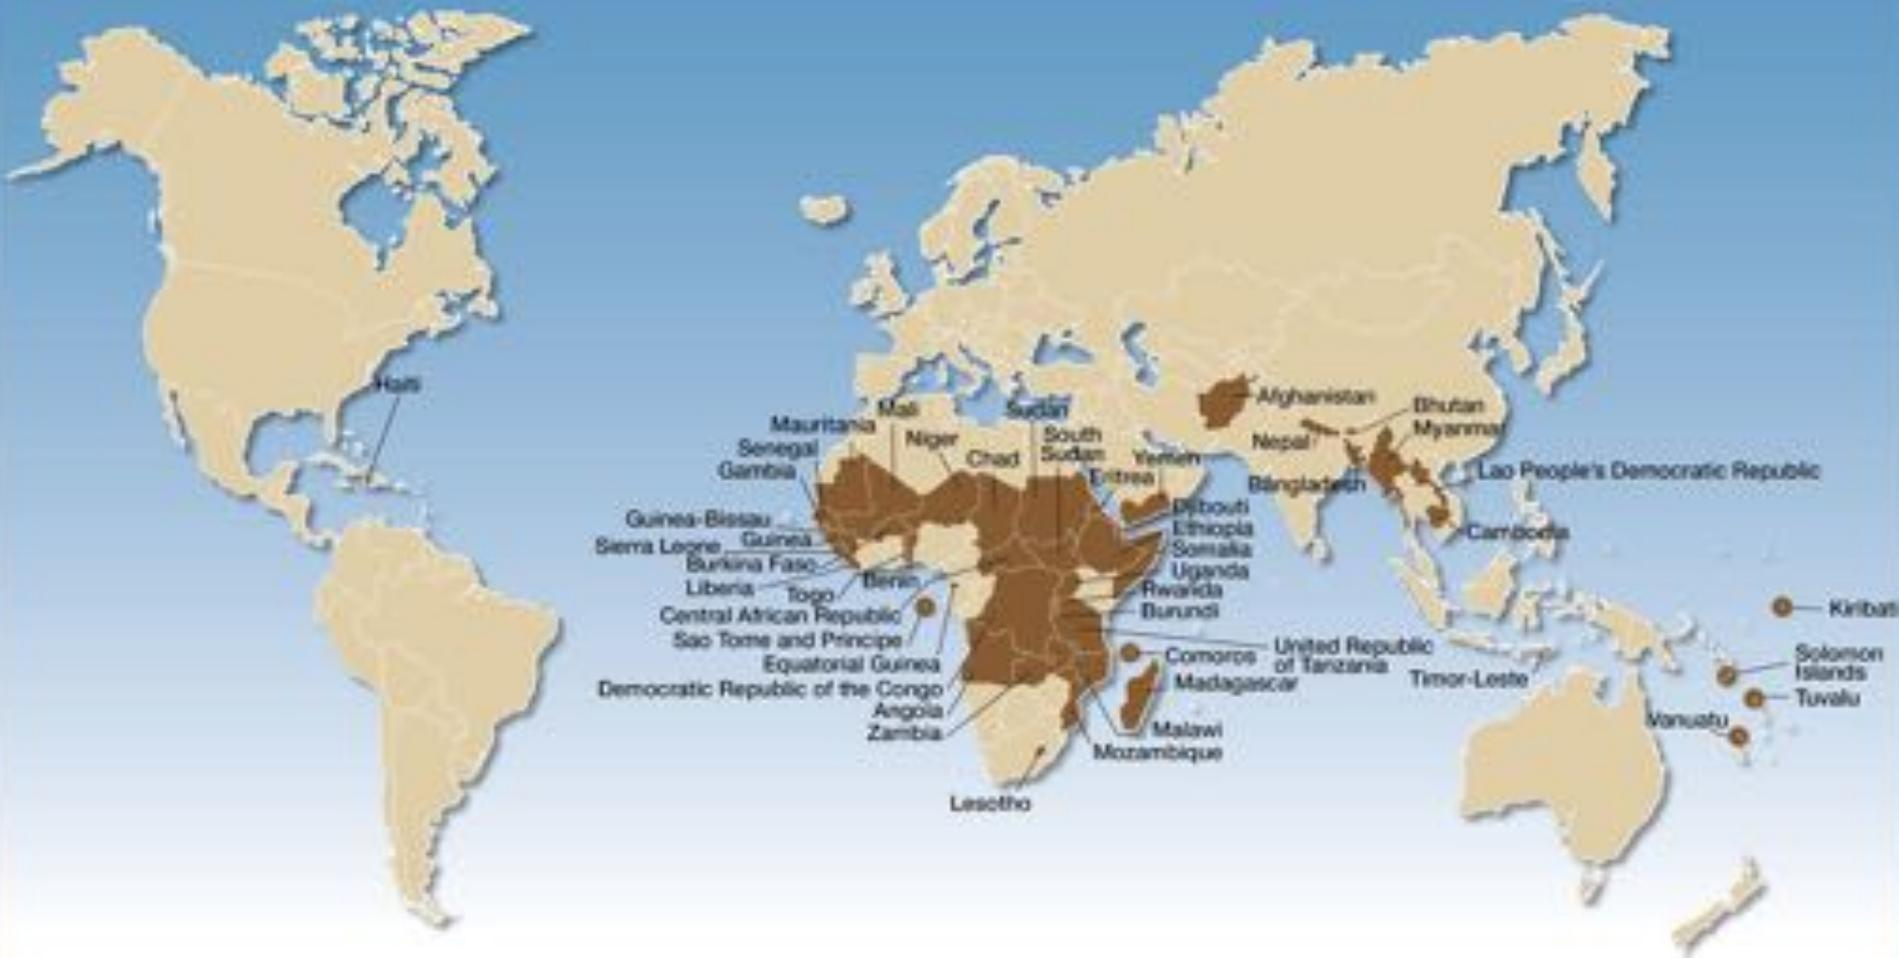 Haiti
Mali
Sudan
Mauritania
Niger
South
Sudan
Senegal
Chad
Yemen
Gambia
Eritrea
Guinea-Bissau
Djibouti
Guinea
Ethiopia
Sierra Leone
Somalia
Burkina Faso
Uganda
Liberia
Togo
Benin
Rwanda
Central African Republic
Burundi
Sao Tome and Principe
Equatorial Guinea
United Republic
of Tanzania
Comoros
Democratic Republic of the Congo
Madagascar
Angola
Zambia
Malawi
Mozambique
Lesotho
Afghanistan
Bhutan
Nepal
Myanmar
Bangladesh
Lao People's Democratic Republic
Cambodia
Timor-Leste
Kiribati
Solomon
Islands
Tuvalu
Vanuatu